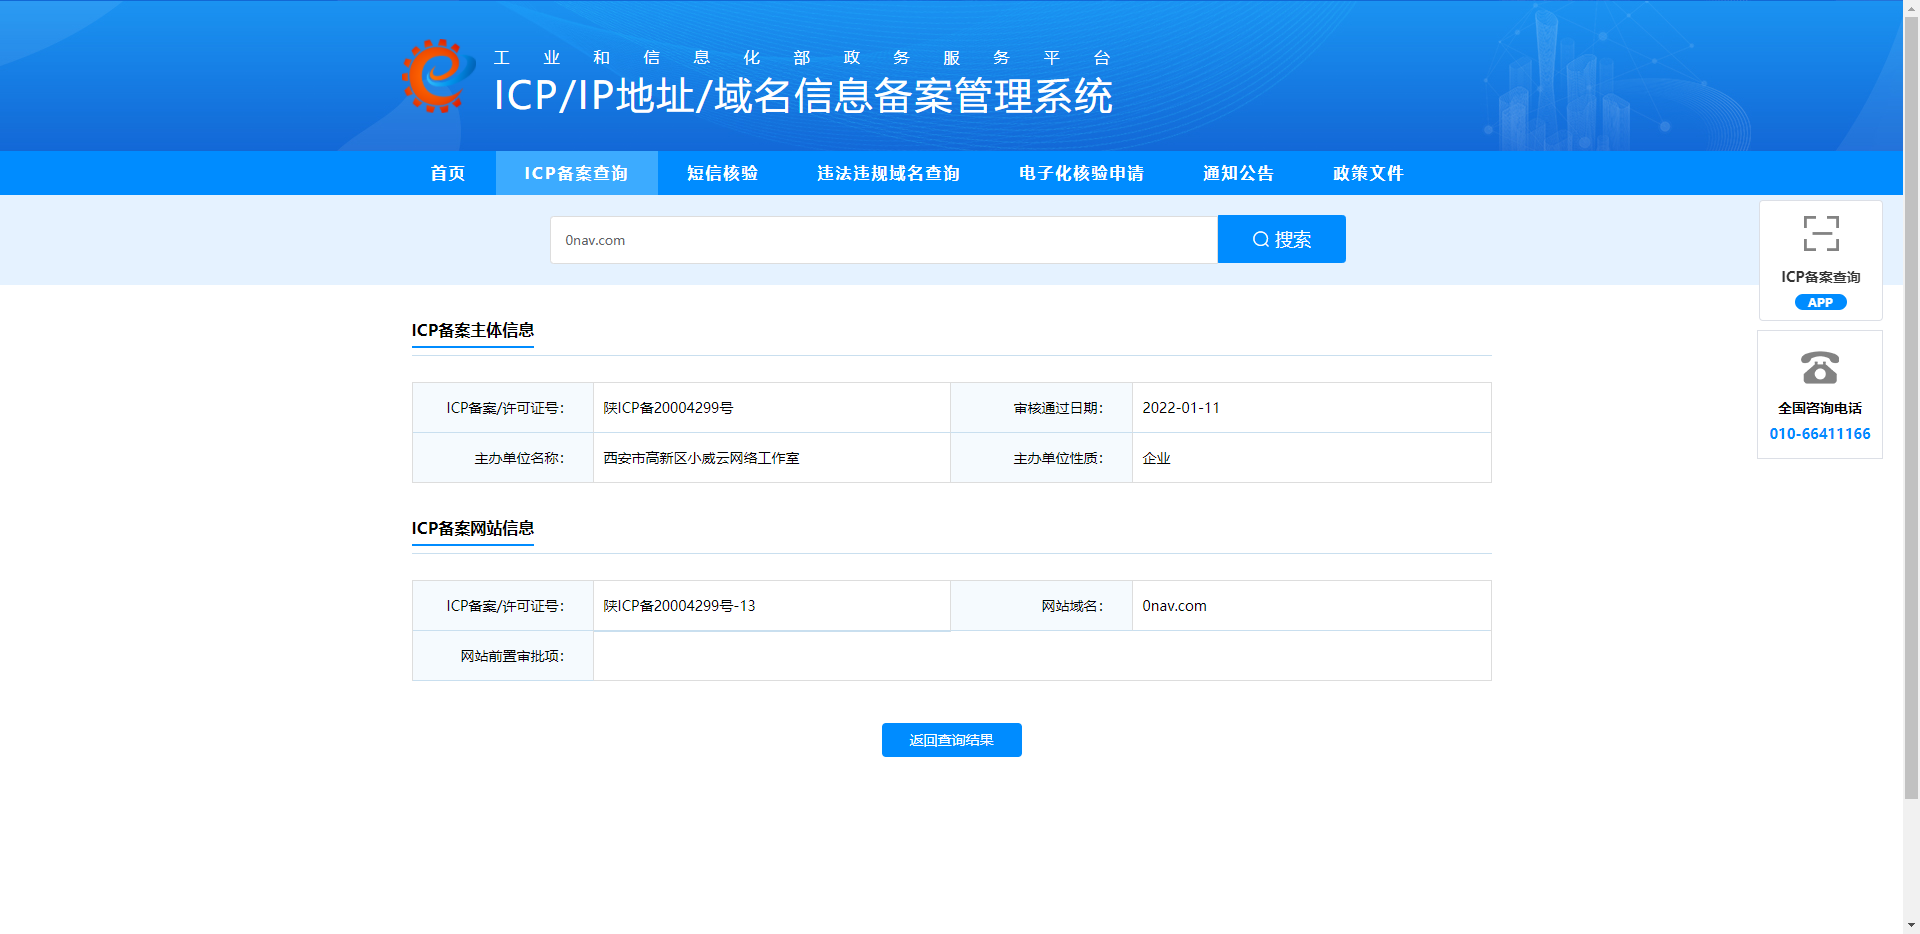 工业和信息化部政务服务平台
ICP/IP地址/域名信息备案管理系统
首页 ICP备案查询 短信核验 违法违规域名查询 电子化核验申请 通知公告 政策文件
0nav.com 搜索
ICP备案查询
APP
全国咨询电话
010-66411166
ICP备案主体信息
ICP备案/许可证号： 陕ICP备20004299号 审核通过日期： 2022-01-11
主办单位名称： 西安市高新区小威云网络工作室 主办单位性质： 企业
ICP备案网站信息
ICP备案/许可证号： 陕ICP备20004299号-13 网站域名： 0nav.com
网站前置审批项：
返回查询结果